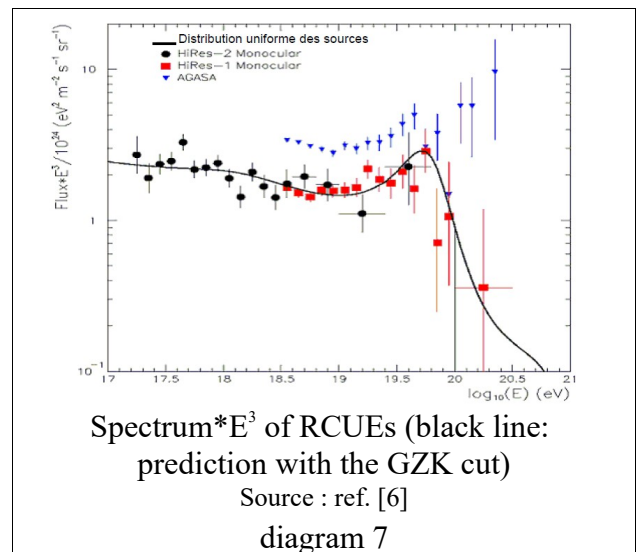 Distribution uniforme des sources
HiRes-2 Monocular
HiRes-1 Monocular
AGASA
Flux*E³/10²⁴ (eV² m⁻² s⁻¹ sr⁻¹)
10
1
10⁻¹
17 17.5 18 18.5 19 19.5 20 20.5 21
log₁₀(E) (eV)
Spectrum*E³ of RCUEs (black line:
prediction with the GZK cut)
Source : ref. [6]
diagram 7